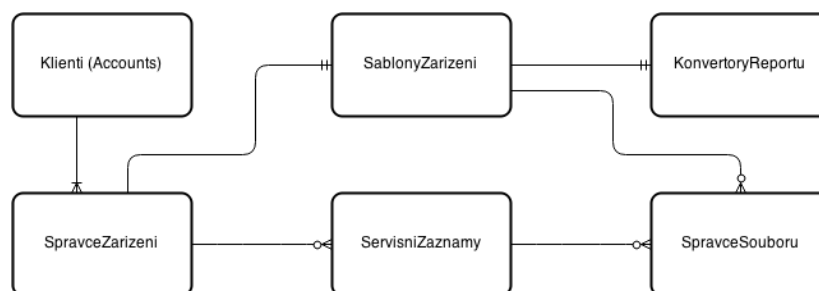 Klienti (Accounts)
SablonyZarizeni
KonvertoryReportu
SpravceZarizeni
ServisniZaznamy
SpravceSouboru